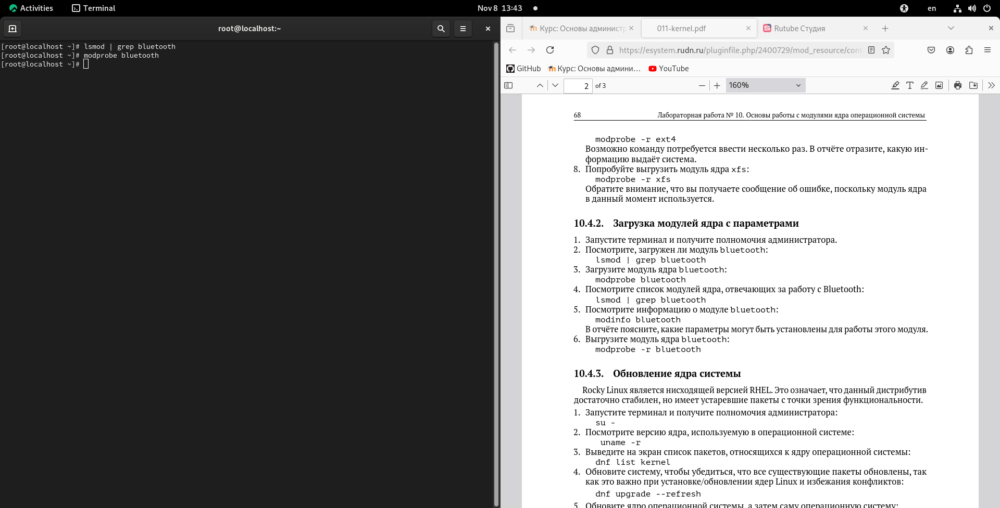 Activities Terminal Nov 8 13:43 en
root@localhost:~
[root@localhost ~]# lsmod | grep bluetooth
[root@localhost ~]# modprobe bluetooth
[root@localhost ~]#
Курс: Основы администр 011-kernel.pdf Rutube Студия
https://esystem.rudn.ru/pluginfile.php/2400729/mod_resource/cont
GitHub Курс: Основы админи… YouTube
2 of 3 160%
68 Лабораторная работа № 10. Основы работы с модулями ядра операционной системы
modprobe -r ext4
Возможно команду потребуется ввести несколько раз. В отчёте отразите, какую ин-
формацию выдаёт система.
8. Попробуйте выгрузить модуль ядра xfs:
modprobe -r xfs
Обратите внимание, что вы получаете сообщение об ошибке, поскольку модуль ядра
в данный момент используется.
10.4.2. Загрузка модулей ядра с параметрами
1. Запустите терминал и получите полномочия администратора.
2. Посмотрите, загружен ли модуль bluetooth:
lsmod | grep bluetooth
3. Загрузите модуль ядра bluetooth:
modprobe bluetooth
4. Посмотрите список модулей ядра, отвечающих за работу с Bluetooth:
lsmod | grep bluetooth
5. Посмотрите информацию о модуле bluetooth:
modinfo bluetooth
В отчёте поясните, какие параметры могут быть установлены для работы этого модуля.
6. Выгрузите модуль ядра bluetooth:
modprobe -r bluetooth
10.4.3. Обновление ядра системы
Rocky Linux является нисходящей версией RHEL. Это означает, что данный дистрибутив
достаточно стабилен, но имеет устаревшие пакеты с точки зрения функциональности.
1. Запустите терминал и получите полномочия администратора:
su -
2. Посмотрите версию ядра, используемую в операционной системе:
uname -r
3. Выведите на экран список пакетов, относящихся к ядру операционной системы:
dnf list kernel
4. Обновите систему, чтобы убедиться, что все существующие пакеты обновлены, так
как это важно при установке/обновлении ядер Linux и избежания конфликтов:
dnf upgrade --refresh
5. Обновите ядро операционной системы, а затем саму операционную систему: